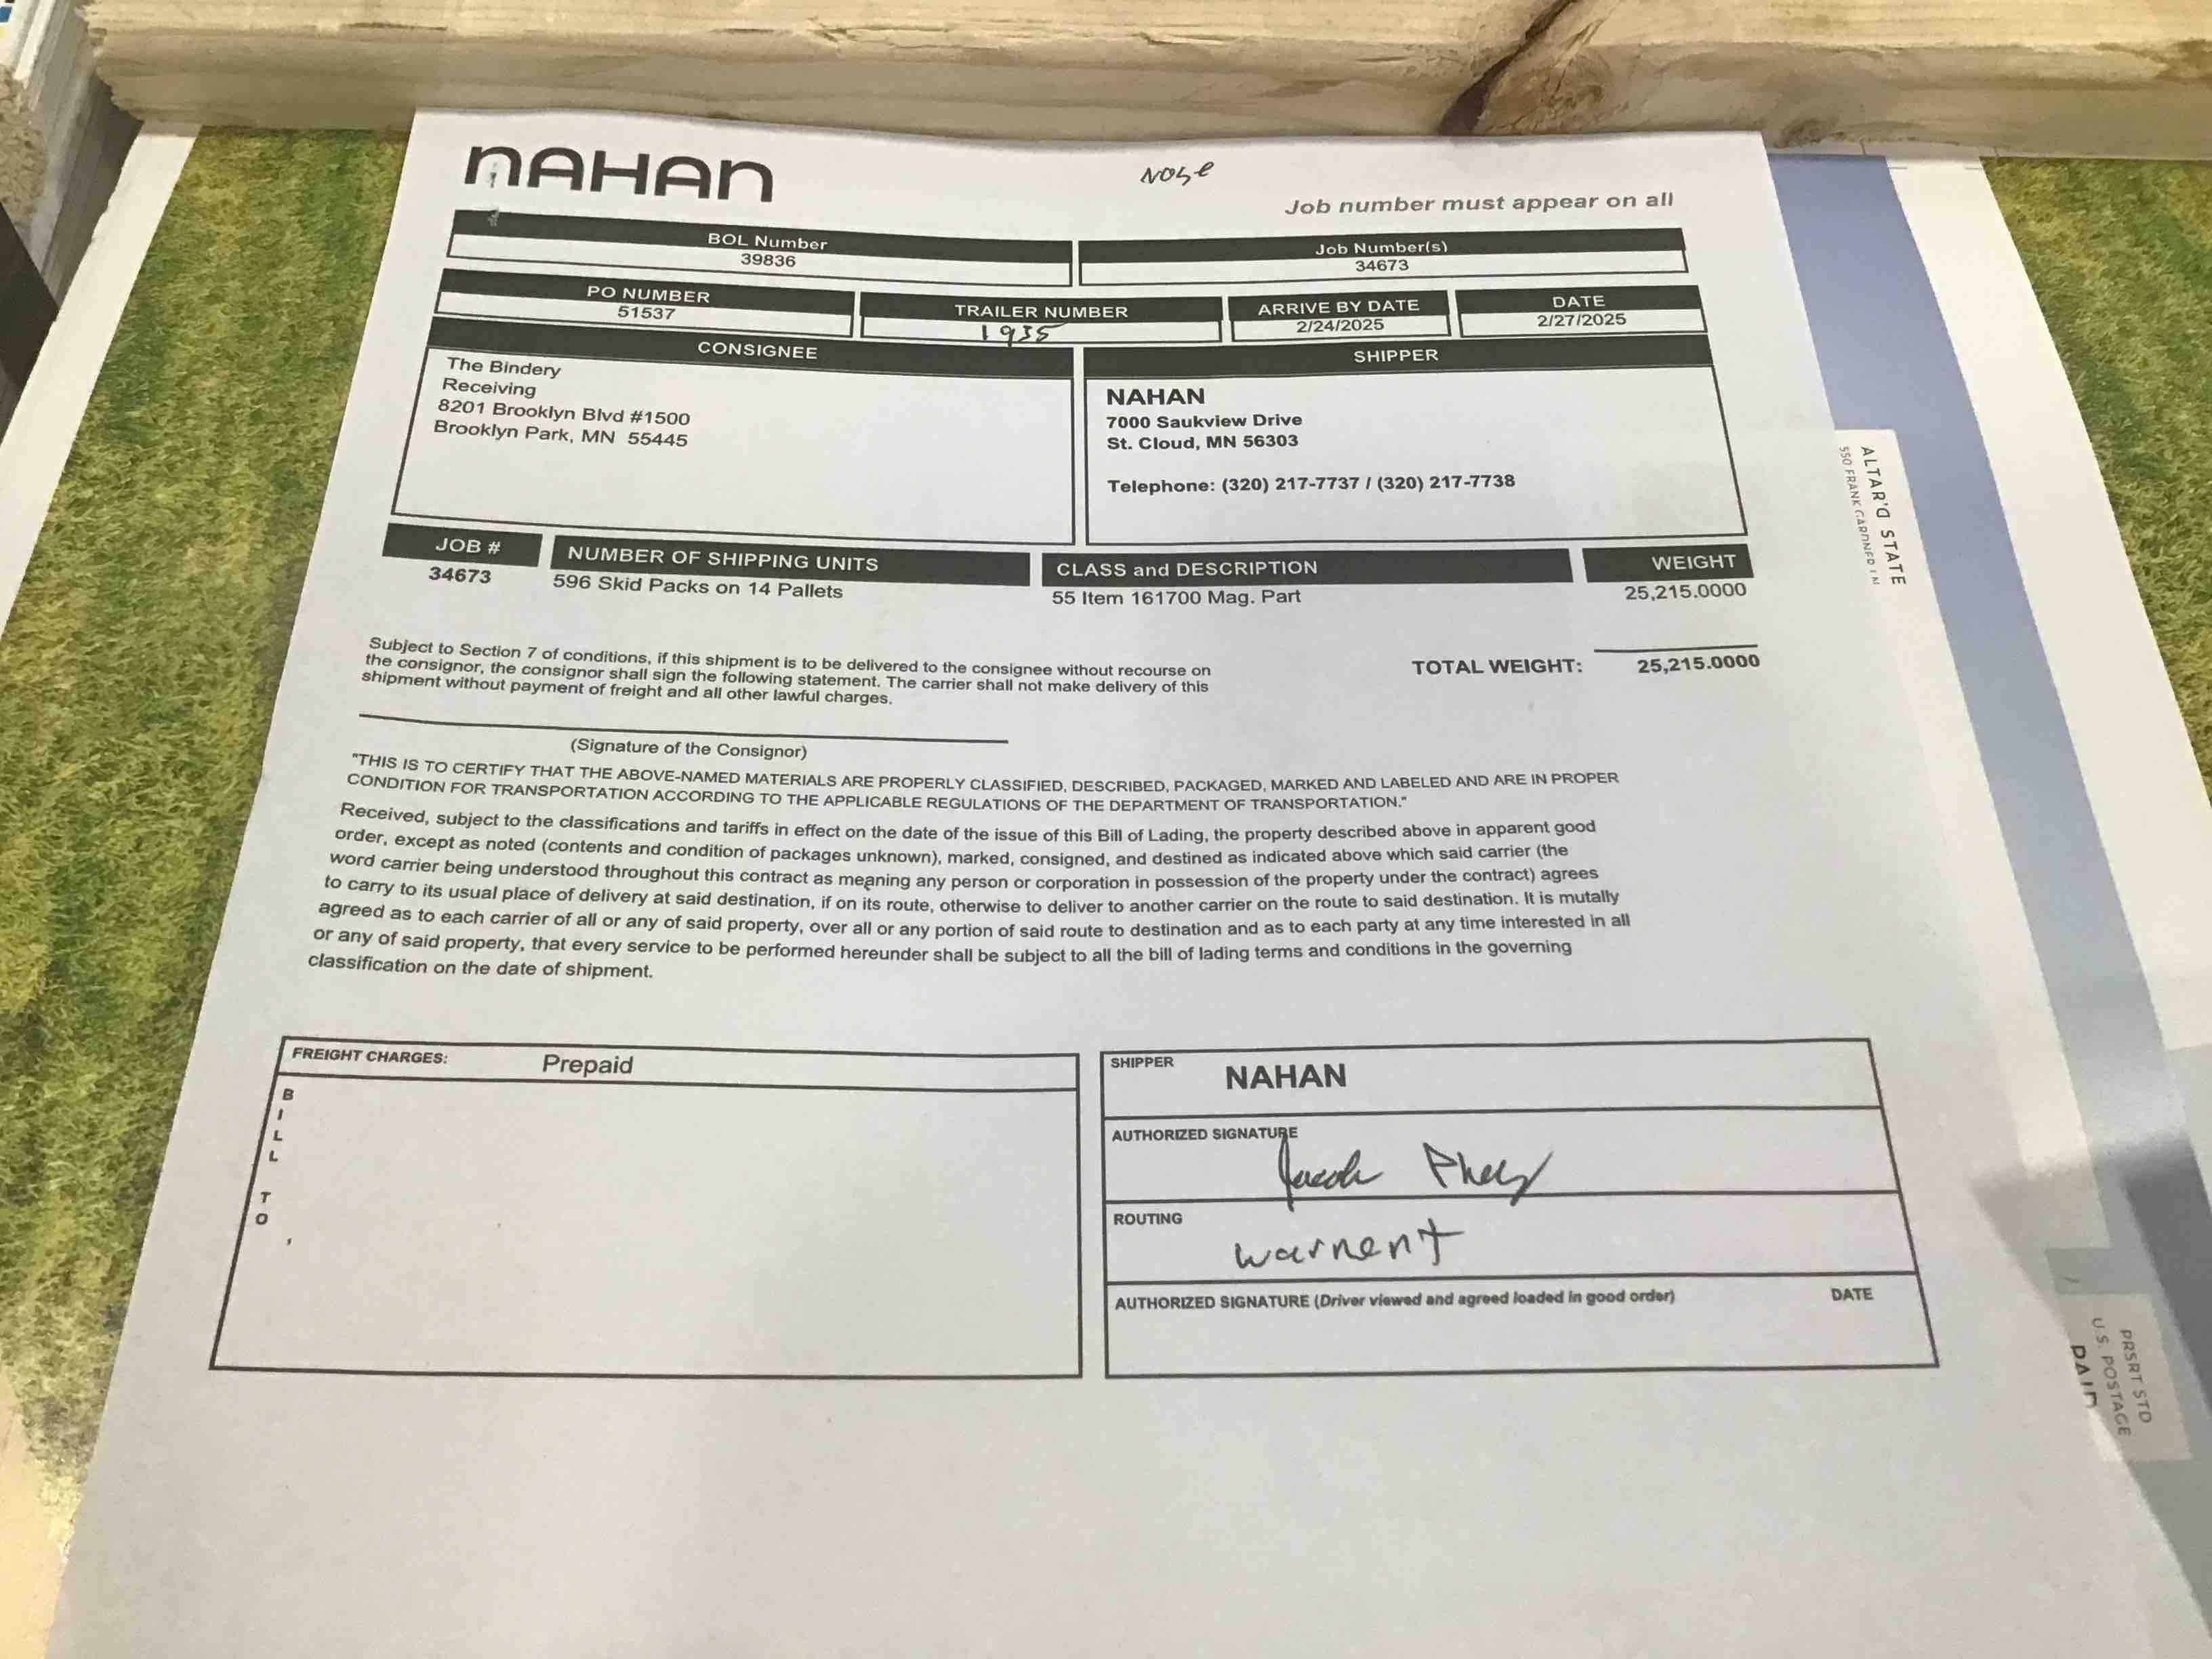 NAHAN
Nose
Job number must appear on all
BOL Number
39836
Job Number(s)
34673
PO NUMBER
51537
TRAILER NUMBER
1935
ARRIVE BY DATE
2/24/2025
DATE
2/27/2025
CONSIGNEE
The Bindery
Receiving
8201 Brooklyn Blvd #1500
Brooklyn Park, MN 55445
SHIPPER
NAHAN
7000 Saukview Drive
St. Cloud, MN 56303
Telephone: (320) 217-7737 / (320) 217-7738
JOB #
34673
NUMBER OF SHIPPING UNITS
596 Skid Packs on 14 Pallets
CLASS and DESCRIPTION
55 Item 161700 Mag. Part
WEIGHT
25,215.0000
TOTAL WEIGHT: 25,215.0000
Subject to Section 7 of conditions, if this shipment is to be delivered to the consignee without recourse on
the consignor, the consignor shall sign the following statement. The carrier shall not make delivery of this
shipment without payment of freight and all other lawful charges.
(Signature of the Consignor)
"THIS IS TO CERTIFY THAT THE ABOVE-NAMED MATERIALS ARE PROPERLY CLASSIFIED, DESCRIBED, PACKAGED, MARKED AND LABELED AND ARE IN PROPER
CONDITION FOR TRANSPORTATION ACCORDING TO THE APPLICABLE REGULATIONS OF THE DEPARTMENT OF TRANSPORTATION."
Received, subject to the classifications and tariffs in effect on the date of the issue of this Bill of Lading, the property described above in apparent good
order, except as noted (contents and condition of packages unknown), marked, consigned, and destined as indicated above which said carrier (the
word carrier being understood throughout this contract as meaning any person or corporation in possession of the property under the contract) agrees
to carry to its usual place of delivery at said destination, if on its route, otherwise to deliver to another carrier on the route to said destination. It is mutally
agreed as to each carrier of all or any of said property, over all or any portion of said route to destination and as to each party at any time interested in all
or any of said property, that every service to be performed hereunder shall be subject to all the bill of lading terms and conditions in the governing
classification on the date of shipment.
FREIGHT CHARGES: Prepaid
BILL TO
SHIPPER NAHAN
AUTHORIZED SIGNATURE
Jacob
ROUTING
warnent
AUTHORIZED SIGNATURE (Driver viewed and agreed loaded in good order) DATE
ALTAR'D STATE
550 FRANK
PRSRT STD
U.S. POSTAGE
PAID